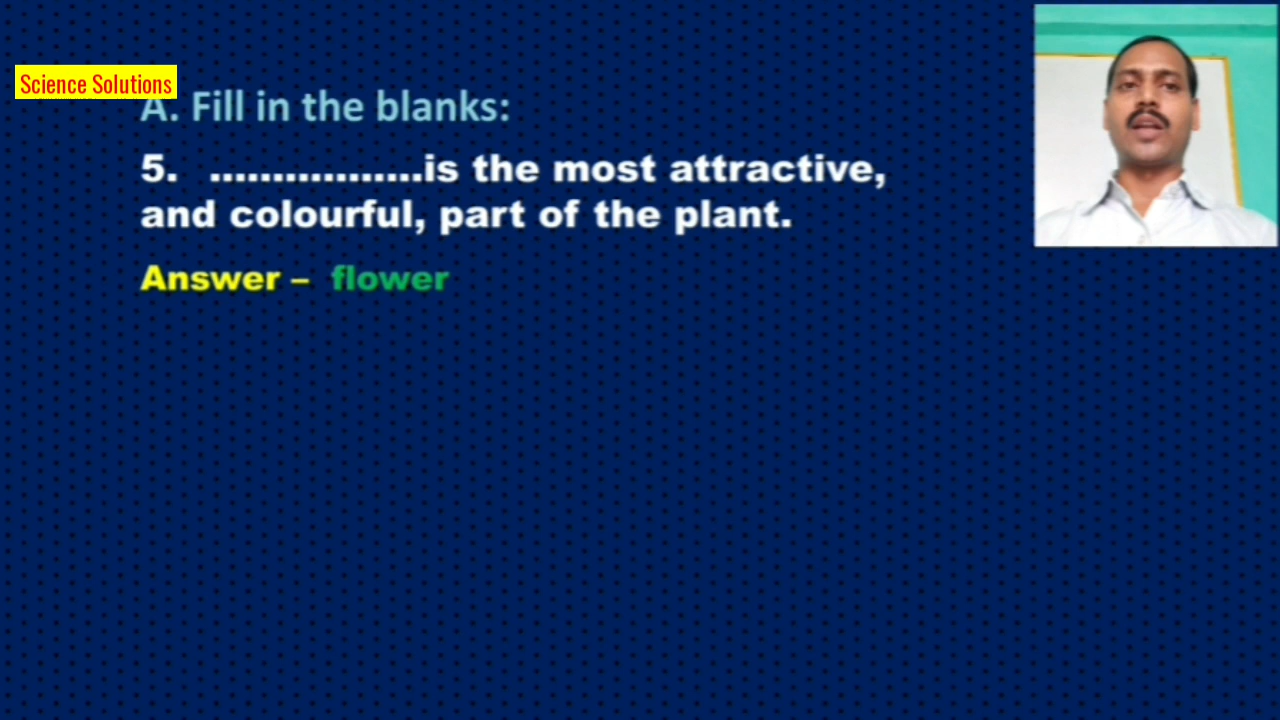 Science Solutions
A. Fill in the blanks:
5. .................is the most attractive,
and colourful, part of the plant.
Answer – flower